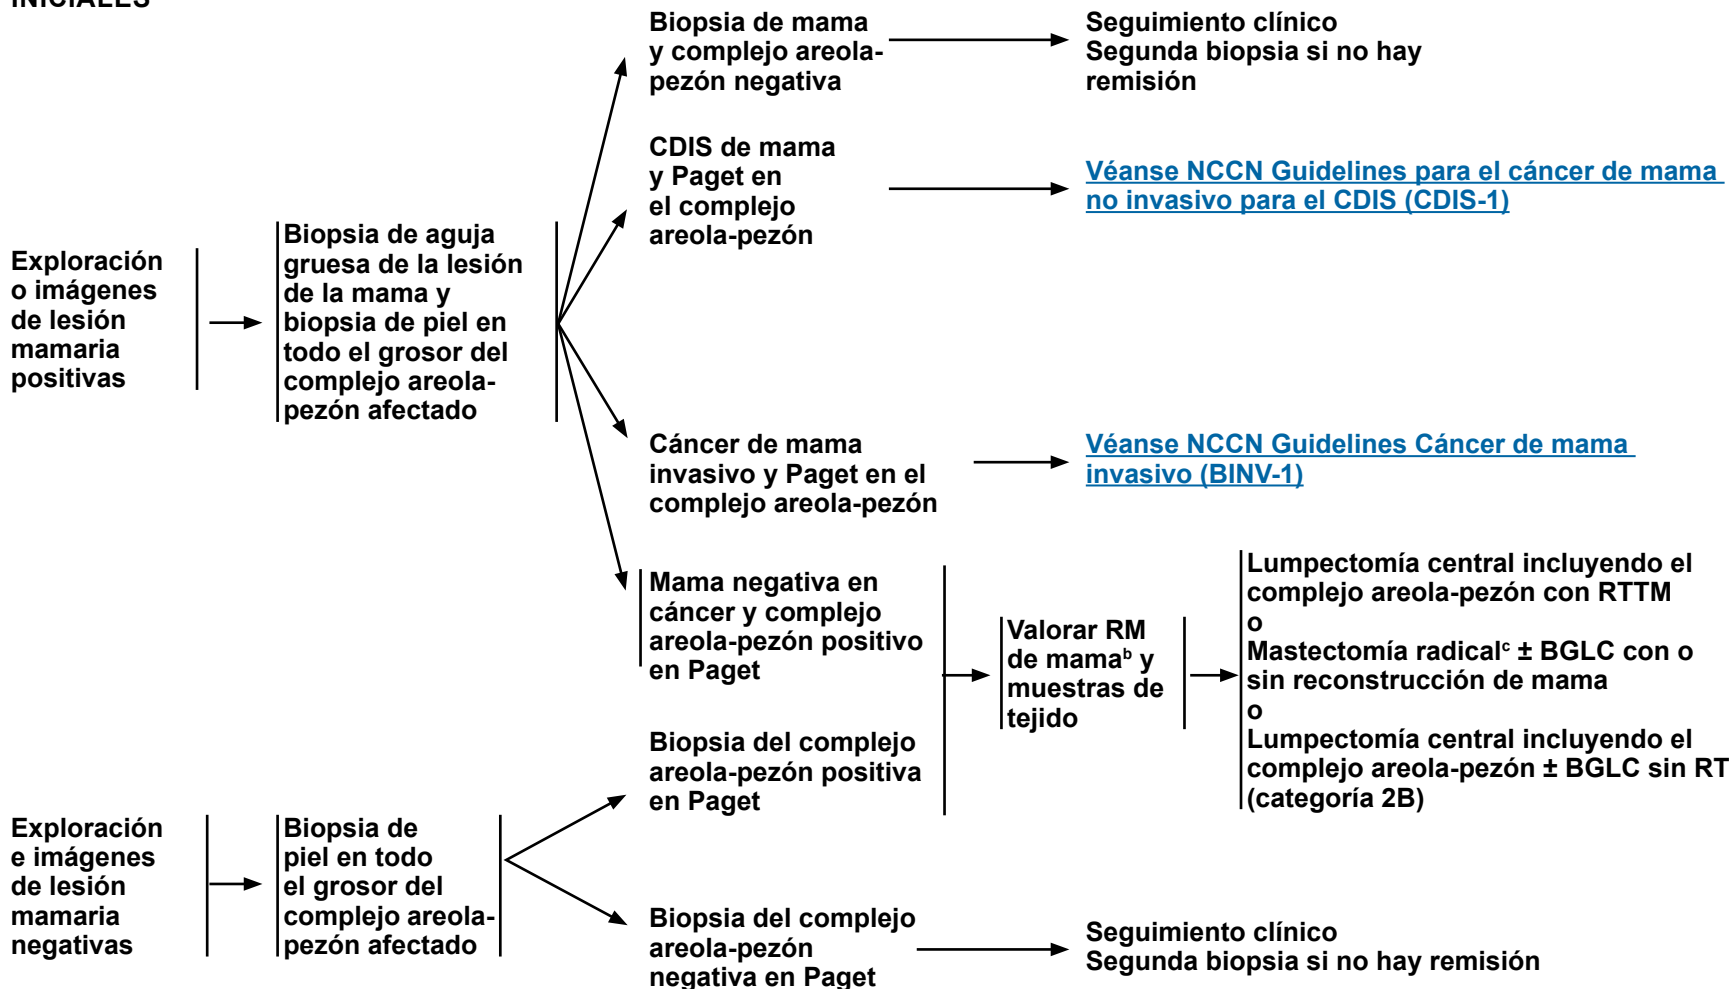 INICIALES
Biopsia de mama
y complejo areola-
pezón negativa
Seguimiento clínico
Segunda biopsia si no hay
remisión
CDIS de mama
y Paget en
el complejo
areola-pezón
Véanse NCCN Guidelines para el cáncer de mama
no invasivo para el CDIS (CDIS-1)
Exploración
o imágenes
de lesión
mamaria
positivas
Biopsia de aguja
gruesa de la lesión
de la mama y
biopsia de piel en
todo el grosor del
complejo areola-
pezón afectado
Cáncer de mama
invasivo y Paget en el
complejo areola-pezón
Véanse NCCN Guidelines Cáncer de mama
invasivo (BINV-1)
Mama negativa en
cáncer y complejo
areola-pezón positivo
en Paget
Valorar RM
de mamaᵇ y
muestras de
tejido
Lumpectomía central incluyendo el
complejo areola-pezón con RTTM
o
Mastectomía radicalᶜ ± BGLC con o
sin reconstrucción de mama
o
Lumpectomía central incluyendo el
complejo areola-pezón ± BGLC sin RT
(categoría 2B)
Biopsia del complejo
areola-pezón positiva
en Paget
Exploración
e imágenes
de lesión
mamaria
negativas
Biopsia de
piel en todo
el grosor del
complejo areola-
pezón afectado
Biopsia del complejo
areola-pezón
negativa en Paget
Seguimiento clínico
Segunda biopsia si no hay remisión